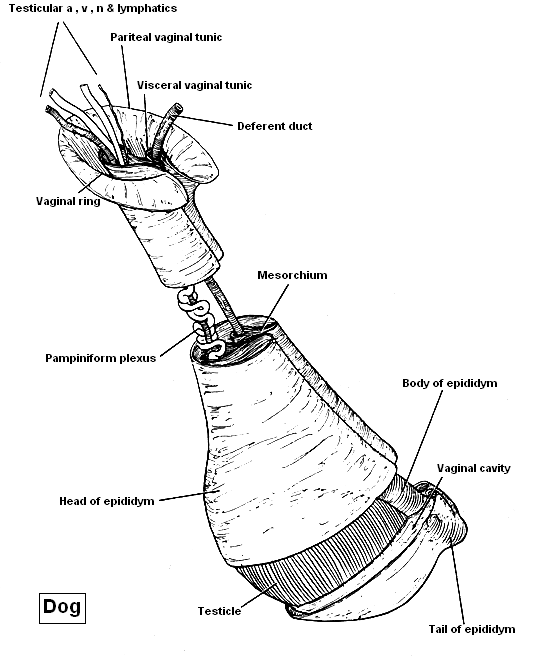 Testicular a , v , n & lymphatics
Pariteal vaginal tunic
Visceral vaginal tunic
Deferent duct
Vaginal ring
Mesorchium
Pampiniform plexus
Body of epididym
Vaginal cavity
Head of epididym
Dog
Testicle
Tail of epididym